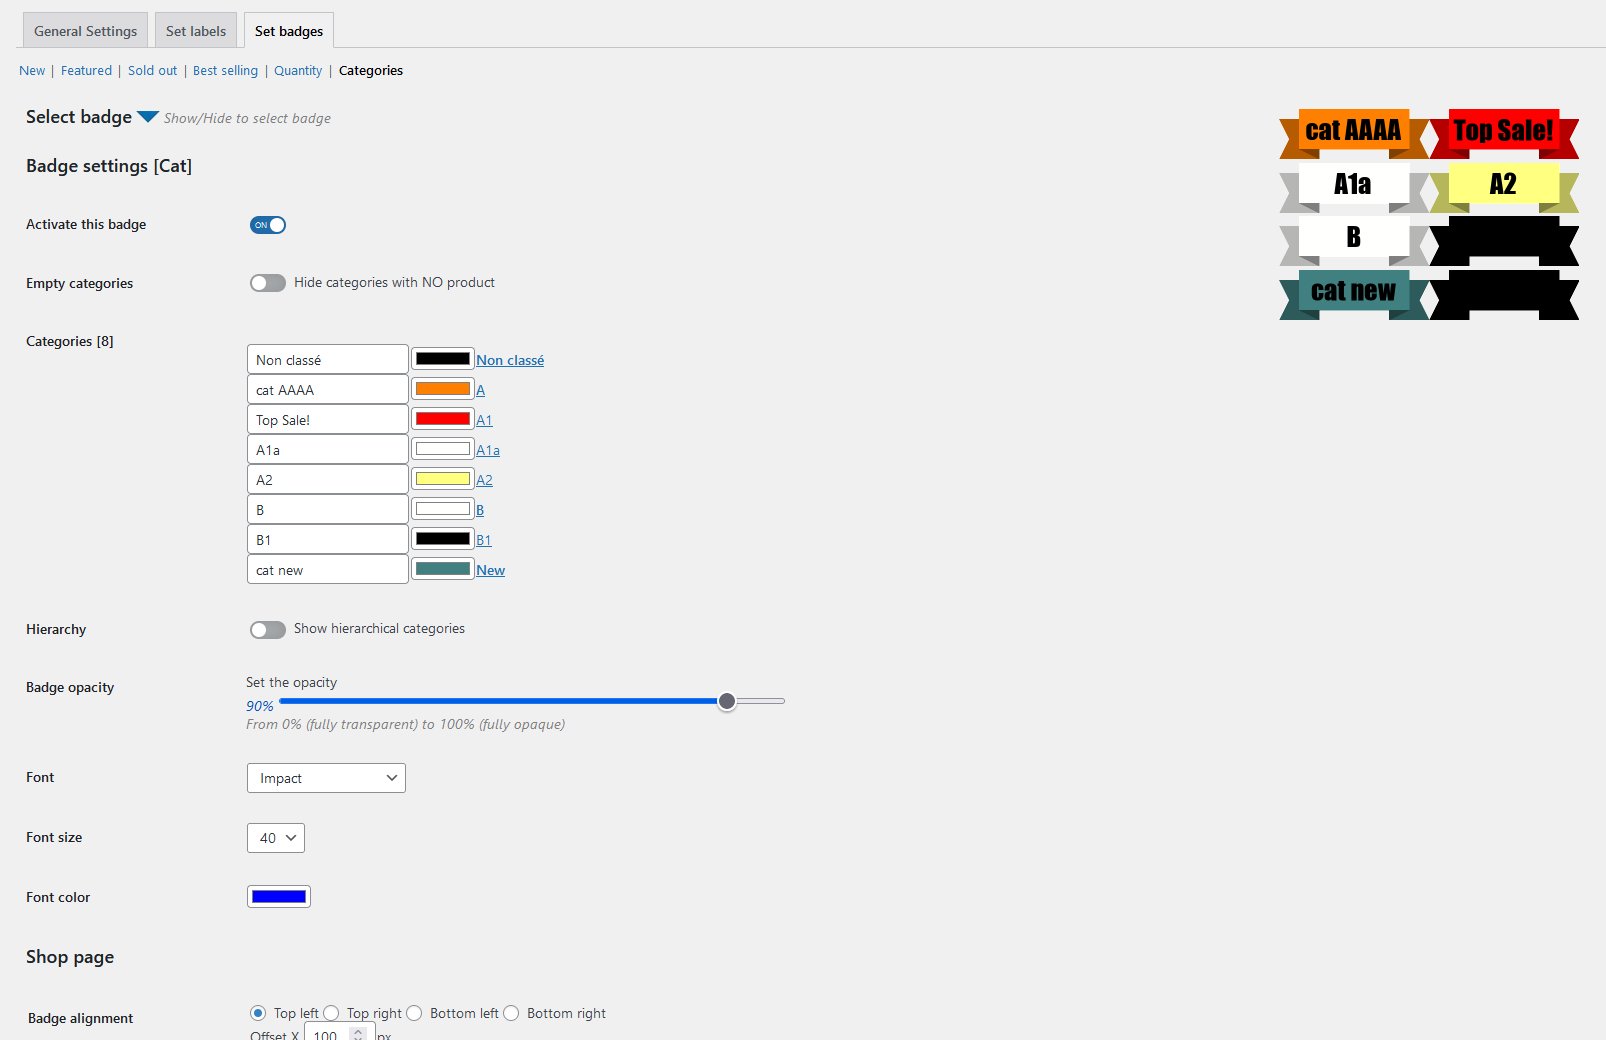 General Settings Set labels Set badges
New | Featured | Sold out | Best selling | Quantity | Categories
Select badge Show/Hide to select badge
cat AAAA Top Sale!
Badge settings [Cat]
A1a A2
Activate this badge ON
B
Empty categories Hide categories with NO product
cat new
Categories [8]
Non classé Non classé
cat AAAA A
Top Sale! A1
A1a A1a
A2 A2
B B
B1 B1
cat new New
Hierarchy Show hierarchical categories
Badge opacity Set the opacity
90%
From 0% (fully transparent) to 100% (fully opaque)
Font Impact
Font size 40
Font color
Shop page
Badge alignment Top left Top right Bottom left Bottom right
Offset X 100 px